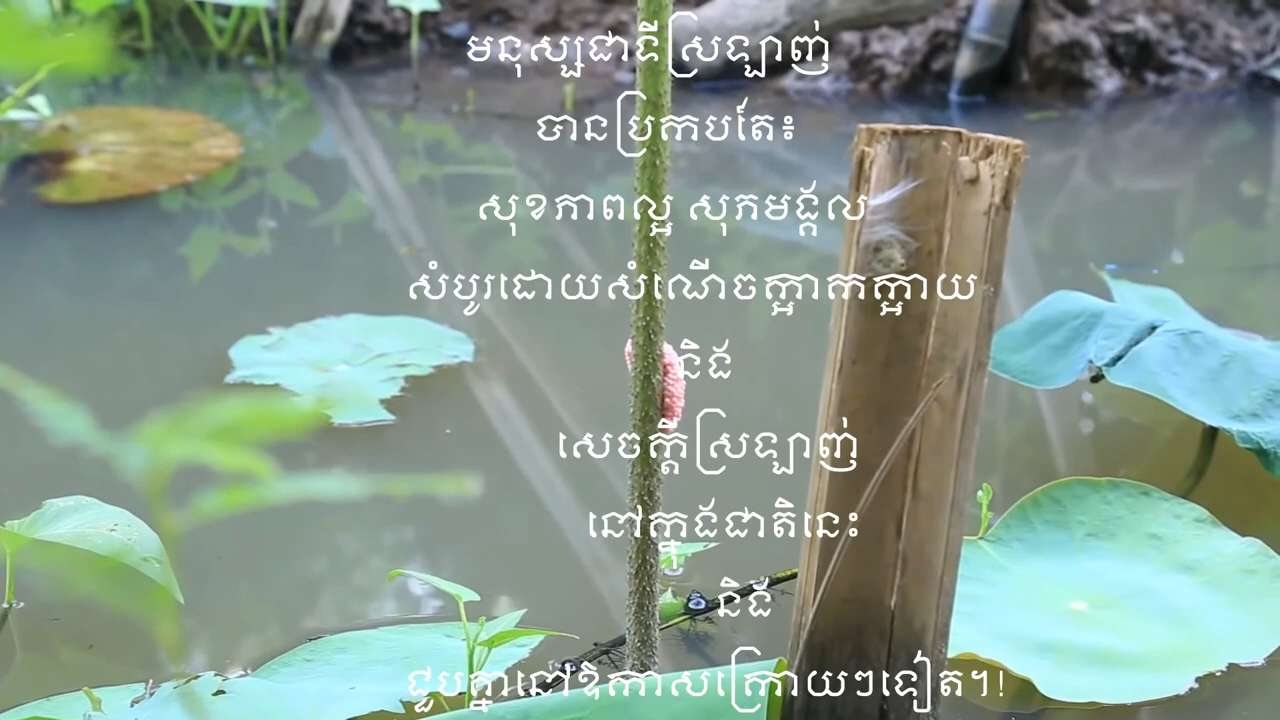 មនុស្សជាទីស្រឡាញ់
បានប្រកបតែ៖
សុខភាពល្អ សុភមង្គល
សំបូរដោយសំណើចក្អាកក្អាយ
និង
សេចក្តីស្រឡាញ់
នៅក្នុងជាតិនេះ
និង
ជួបគ្នានៅឱកាសក្រោយៗទៀត។!